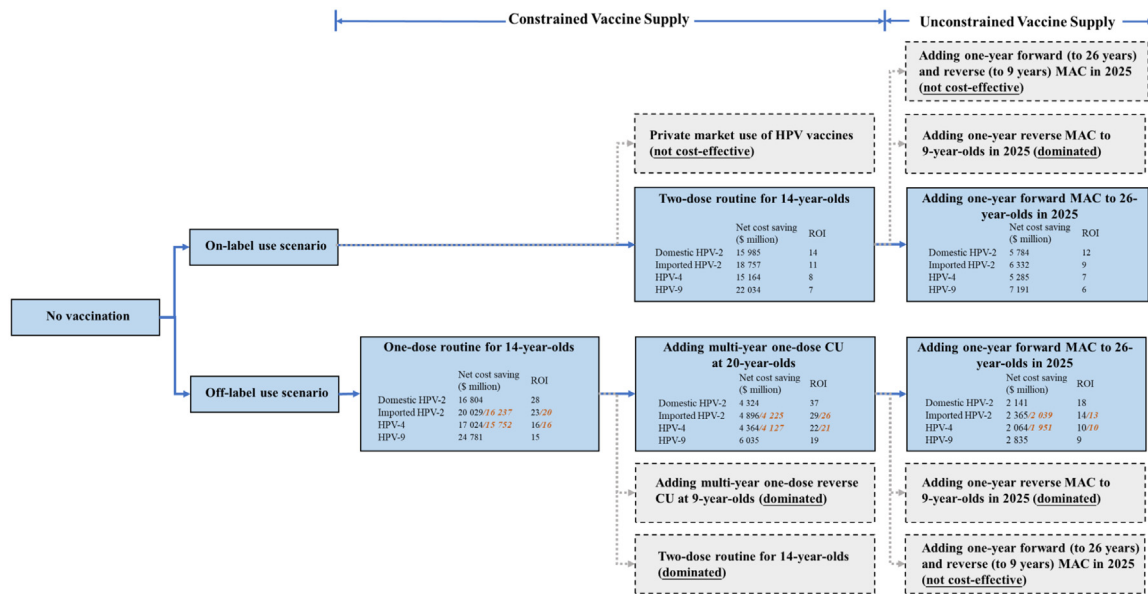 Constrained Vaccine Supply
Unconstrained Vaccine Supply
Adding one-year forward (to 26 years)
and reverse (to 9 years) MAC in 2025
(not cost-effective)
Private market use of HPV vaccines
(not cost-effective)
Adding one-year reverse MAC to
9-year-olds in 2025 (dominated)
On-label use scenario
Two-dose routine for 14-year-olds
Net cost saving ROI
($ million)
Domestic HPV-2 15 985 14
Imported HPV-2 18 757 11
HPV-4 15 164 8
HPV-9 22 034 7
Adding one-year forward MAC to 26-
year-olds in 2025
Net cost saving ROI
($ million)
Domestic HPV-2 5 784 12
Imported HPV-2 6 332 9
HPV-4 5 285 7
HPV-9 7 191 6
No vaccination
Off-label use scenario
One-dose routine for 14-year-olds
Net cost saving ROI
($ million)
Domestic HPV-2 16 804 28
Imported HPV-2 20 029/16 237 23/20
HPV-4 17 024/15 752 16/16
HPV-9 24 781 15
Adding multi-year one-dose CU
at 20-year-olds
Net cost saving ROI
($ million)
Domestic HPV-2 4 324 37
Imported HPV-2 4 896/4 225 29/26
HPV-4 4 364/4 127 22/21
HPV-9 6 035 19
Adding one-year forward MAC to 26-
year-olds in 2025
Net cost saving ROI
($ million)
Domestic HPV-2 2 141 18
Imported HPV-2 2 365/2 039 14/13
HPV-4 2 064/1 951 10/10
HPV-9 2 835 9
Adding multi-year one-dose reverse
CU at 9-year-olds (dominated)
Adding one-year reverse MAC to
9-year-olds in 2025 (dominated)
Two-dose routine for 14-year-olds
(dominated)
Adding one-year forward (to 26 years)
and reverse (to 9 years) MAC in 2025
(not cost-effective)